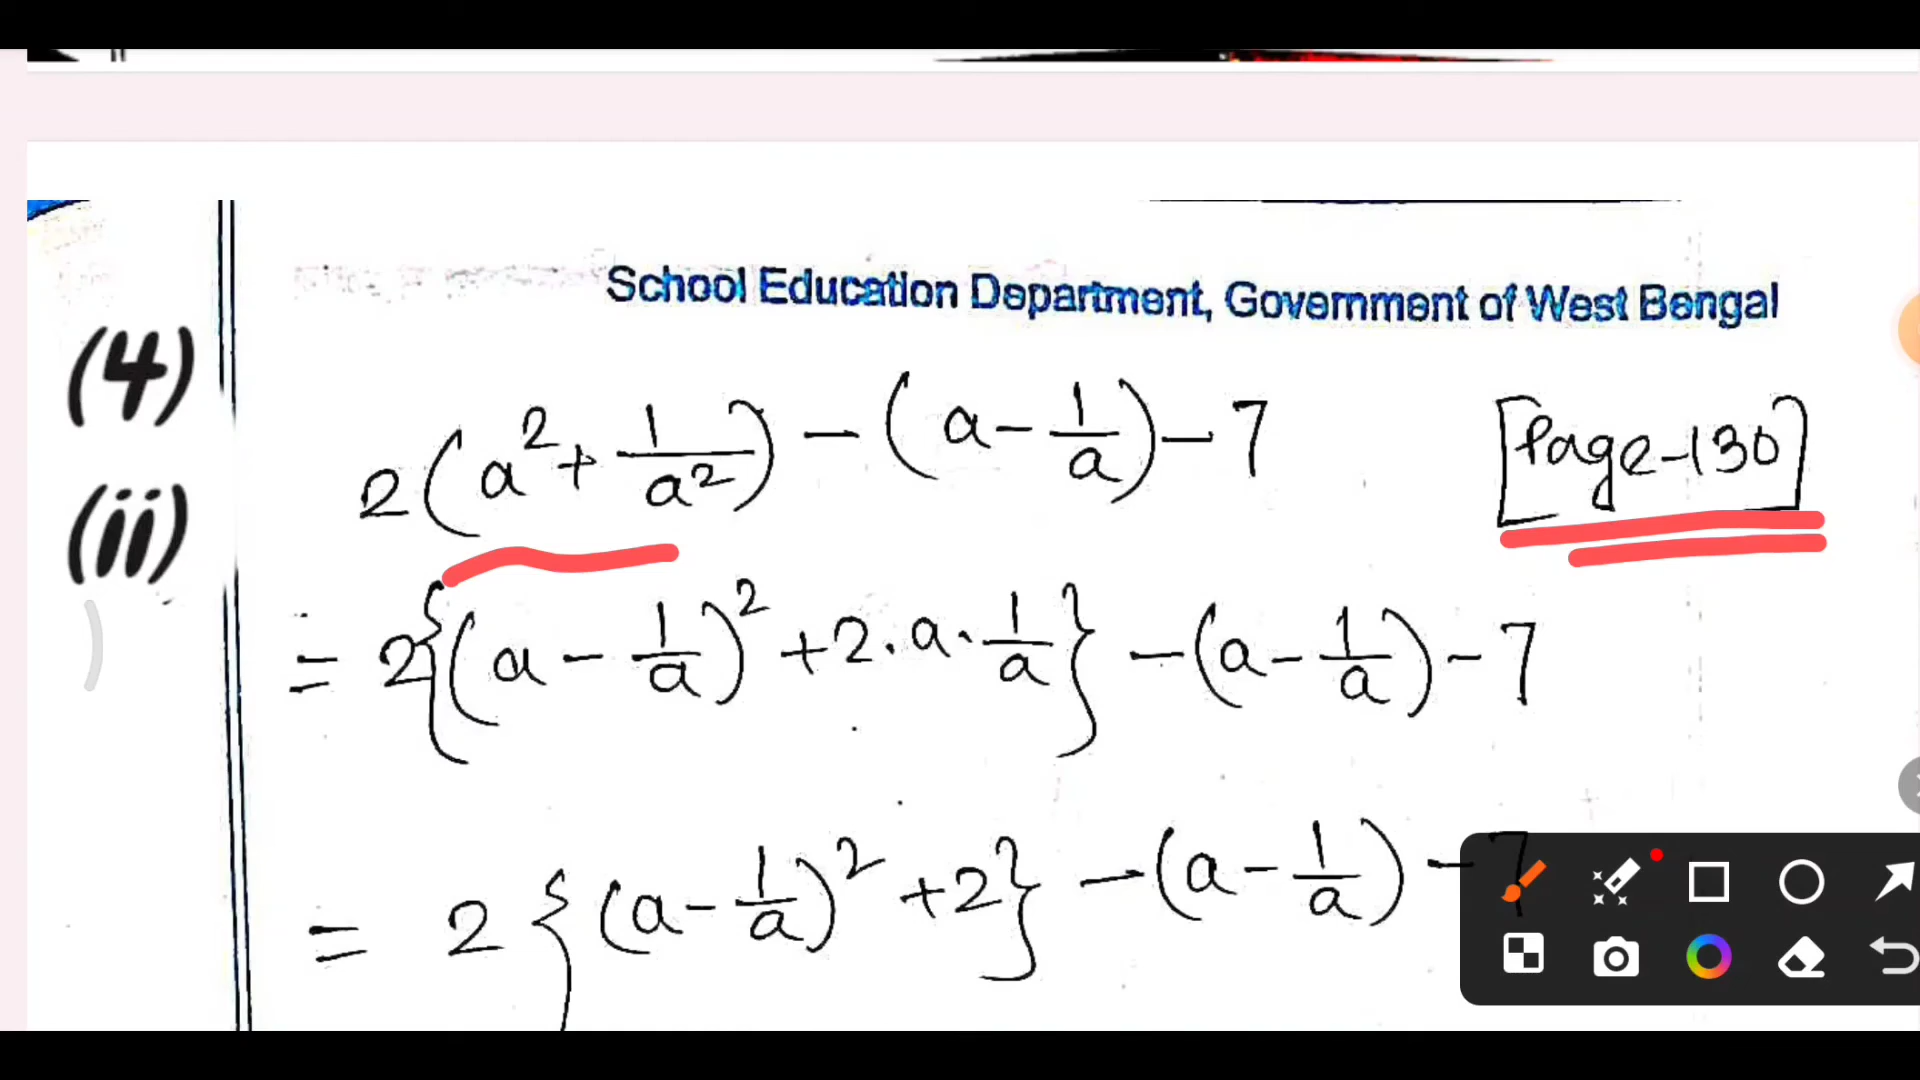 School Education Department, Government of West Bengal
(4)
(ii)
2(a² + 1/a²) - (a - 1/a) - 7 [Page-130]
= 2{(a - 1/a)² + 2.a.1/a} - (a - 1/a) - 7
= 2{(a - 1/a)² + 2} - (a - 1/a) - 7